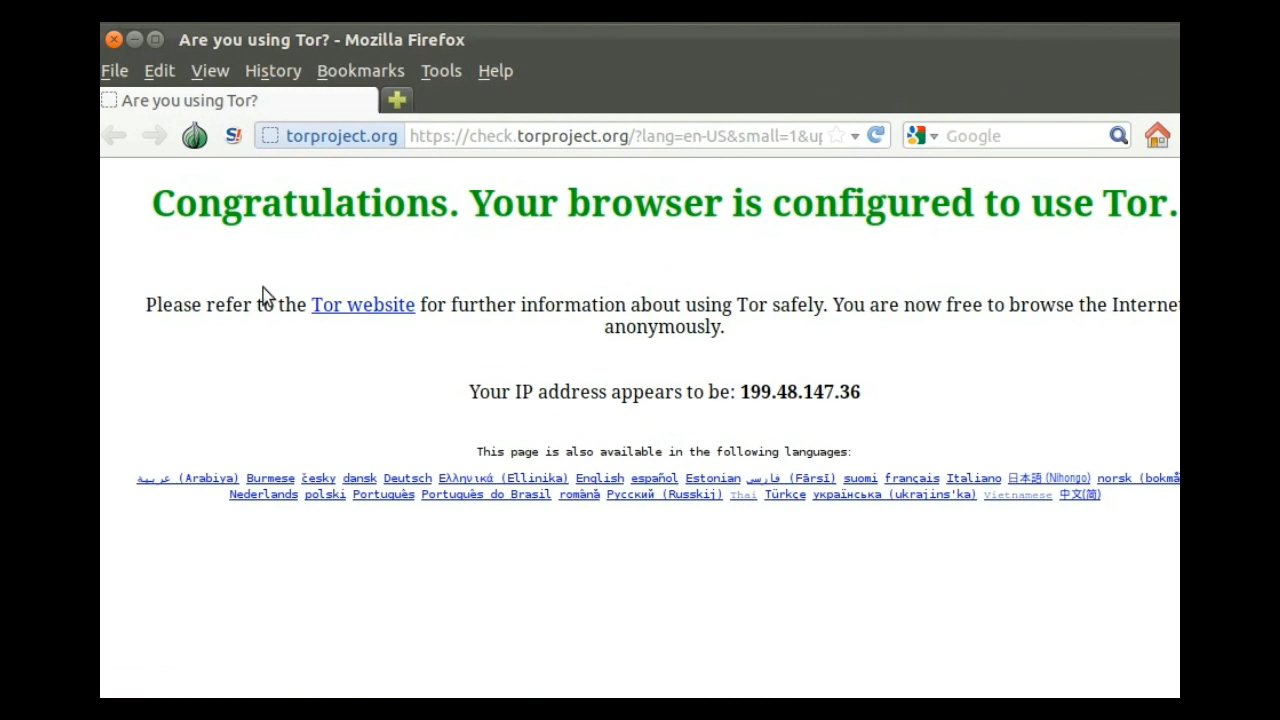 Are you using Tor? - Mozilla Firefox
File Edit View History Bookmarks Tools Help
Are you using Tor?
torproject.org https://check.torproject.org/?lang=en-US&small=1&up Google
Congratulations. Your browser is configured to use Tor.
Please refer to the Tor website for further information about using Tor safely. You are now free to browse the Internet
anonymously.
Your IP address appears to be: 199.48.147.36
This page is also available in the following languages:
عربية (Arabiya) Burmese česky dansk Deutsch Ελληνικά (Ellinika) English español Estonian فارسی (Fārsī) suomi français Italiano 日本語 (Nihongo) norsk (bokmå
Nederlands polski Português Português do Brasil română Русский (Russkij) Thai Türkçe українська (ukrajins'ka) Vietnamese 中文(简)